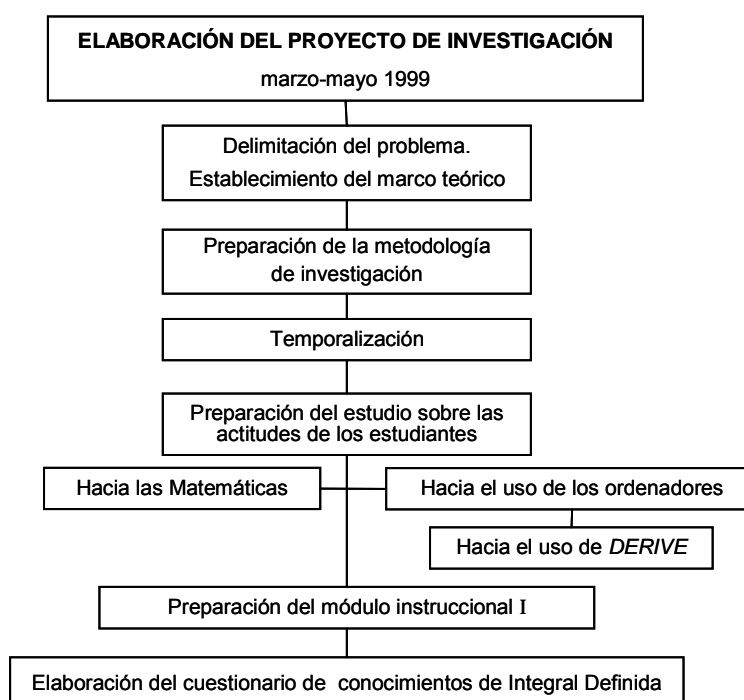 ELABORACIÓN DEL PROYECTO DE INVESTIGACIÓN
marzo-mayo 1999
Delimitación del problema.
Establecimiento del marco teórico
Preparación de la metodología
de investigación
Temporalización
Preparación del estudio sobre las
actitudes de los estudiantes
Hacia las Matemáticas
Hacia el uso de los ordenadores
Hacia el uso de DERIVE
Preparación del módulo instruccional I
Elaboración del cuestionario de conocimientos de Integral Definida